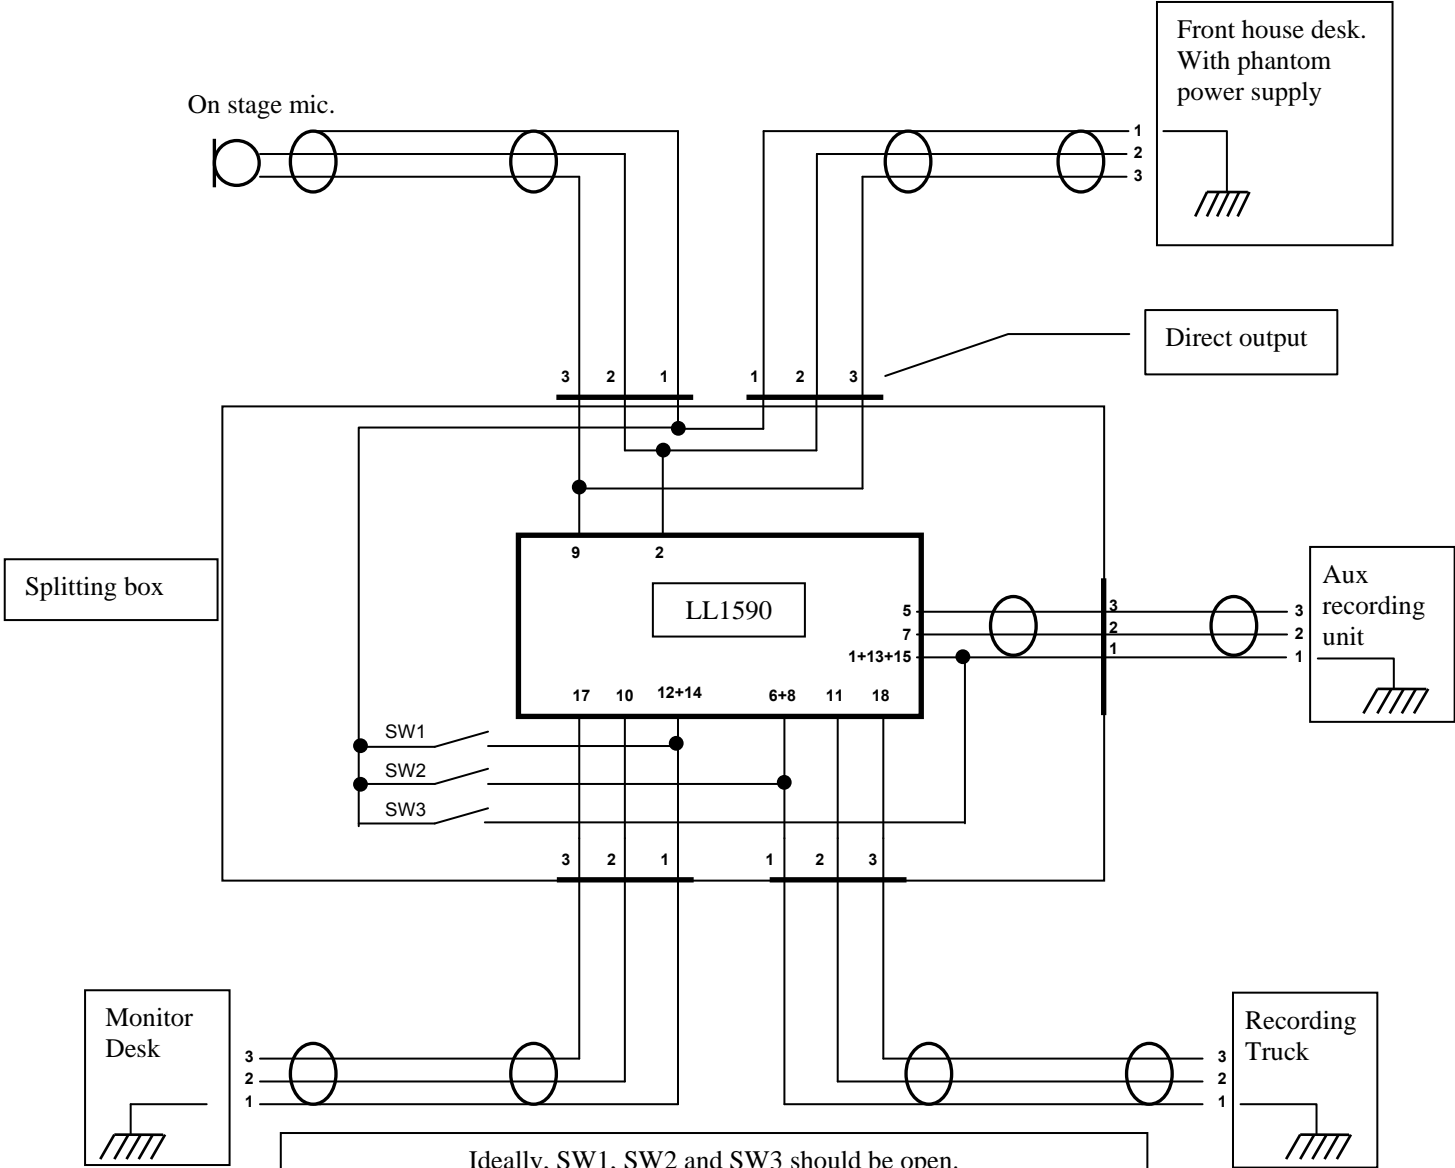 Front house desk.
With phantom
power supply
On stage mic.
1
2
3
Direct output
3 2 1
1 2 3
9 2
Splitting box
LL1590
5
7
1+13+15
3
2
1
3
2
1
Aux
recording
unit
17 10 12+14 6+8 11 18
SW1
SW2
SW3
3 2 1
1 2 3
Monitor
Desk
3
2
1
3
2
1
Recording
Truck
Ideally, SW1, SW2 and SW3 should be open.